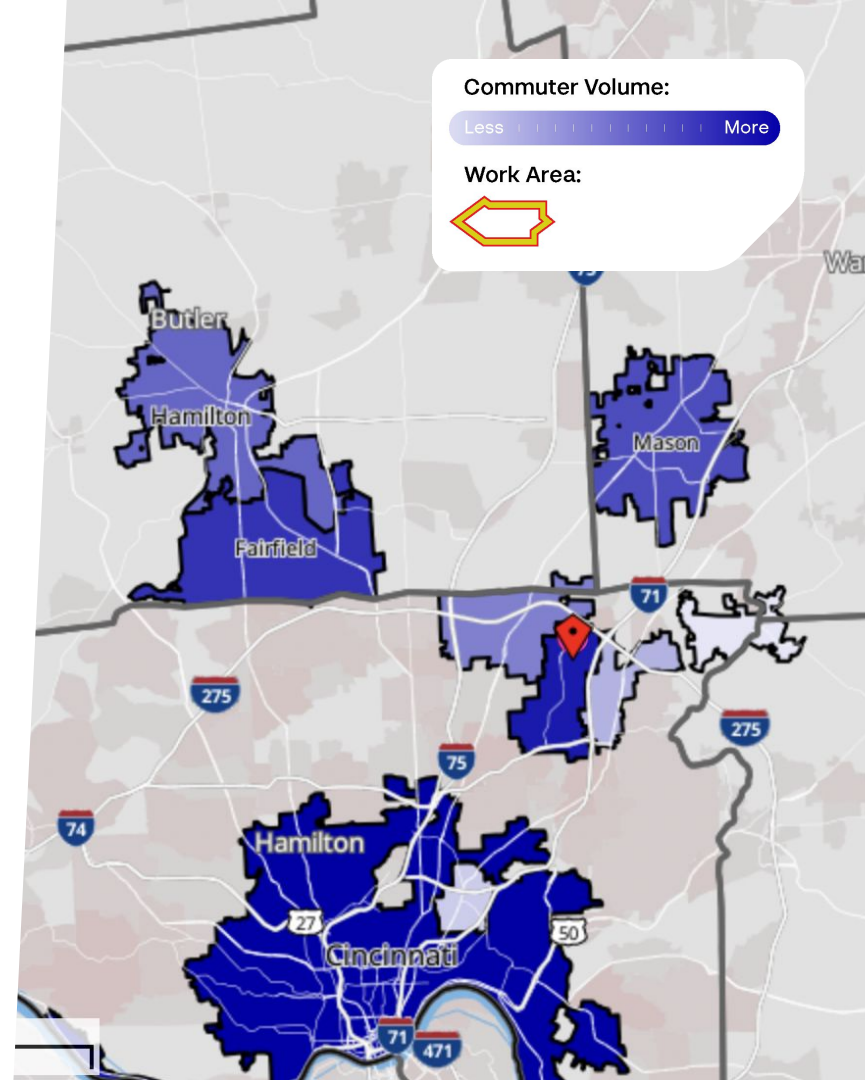 Commuter Volume:
Less
More
Work Area:
75
Butler
Hamilton
Mason
Fairfield
71
275
275
75
74
Hamilton
27
50
Cincinnati
71
471